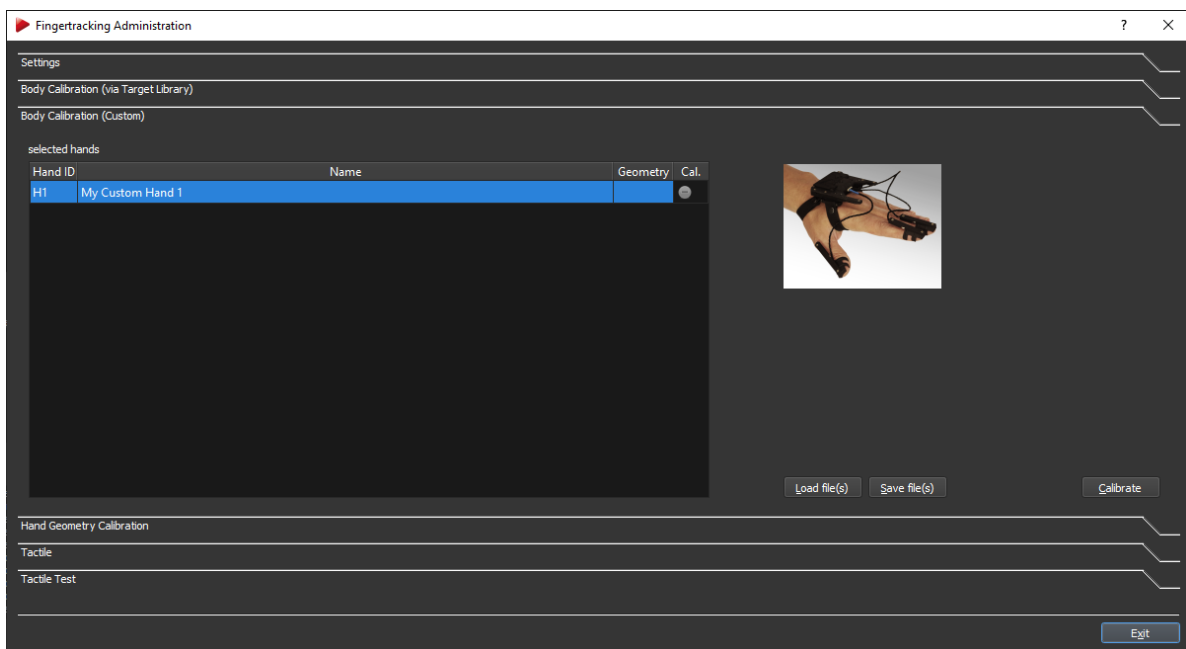 Fingertracking Administration
Settings
Body Calibration (via Target Library)
Body Calibration (Custom)
selected hands
Hand ID Name Geometry Cal.
H1 My Custom Hand 1
Load file(s) Save file(s) Calibrate
Hand Geometry Calibration
Tactile
Tactile Test
Exit